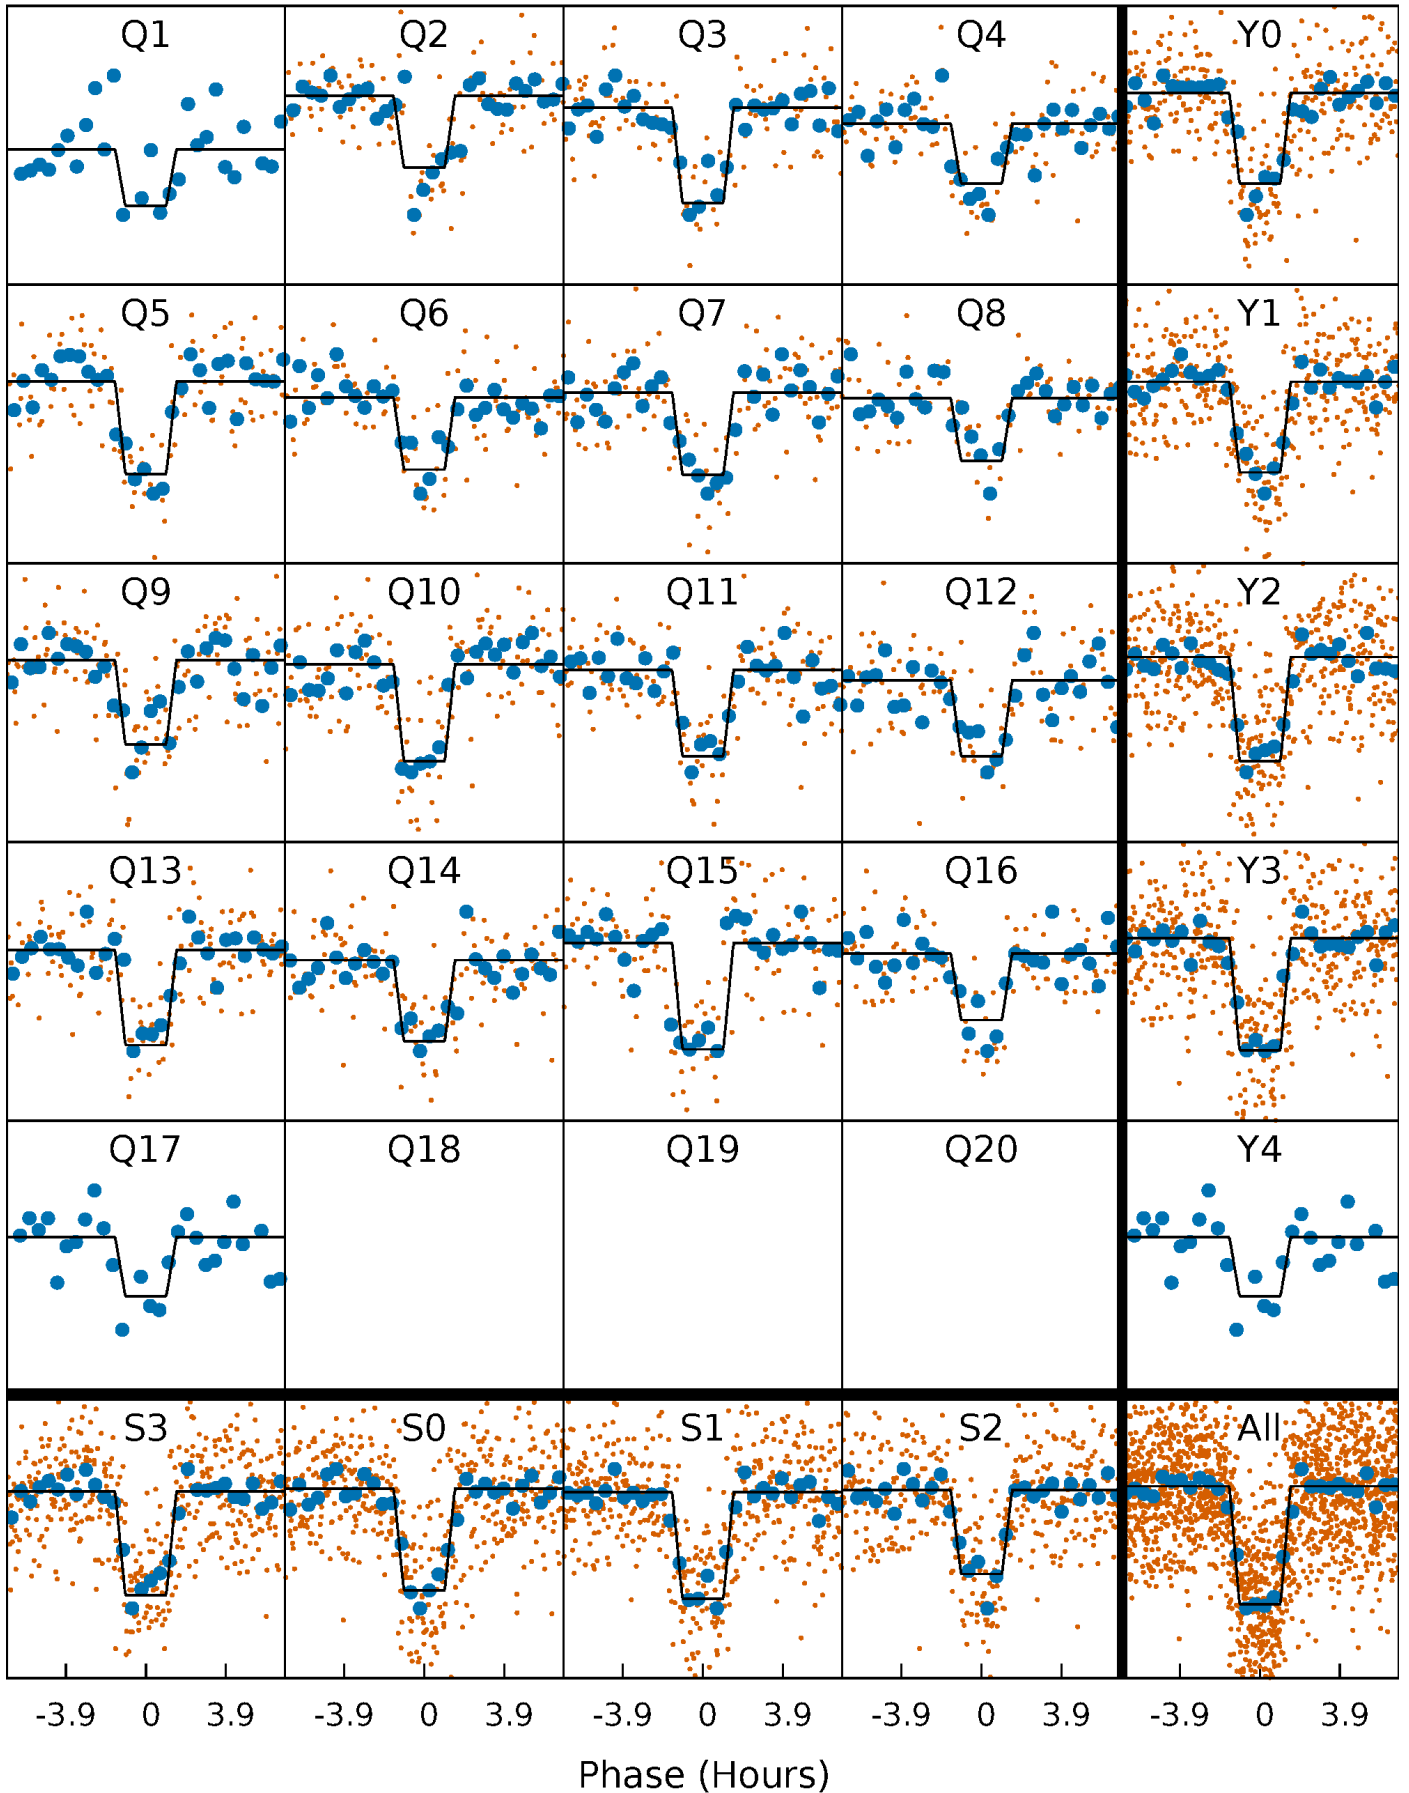 Q1 Q2 Q3 Q4 Y0
Q5 Q6 Q7 Q8 Y1
Q9 Q10 Q11 Q12 Y2
Q13 Q14 Q15 Q16 Y3
Q17 Q18 Q19 Q20 Y4
S3 S0 S1 S2 All
-3.9 0 3.9 -3.9 0 3.9 -3.9 0 3.9 -3.9 0 3.9 -3.9 0 3.9
Phase (Hours)